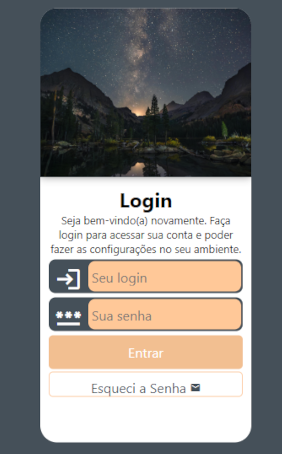 Login
Seja bem-vindo(a) novamente. Faça
login para acessar sua conta e poder
fazer as configurações no seu ambiente.
Seu login
*** Sua senha
Entrar
Esqueci a Senha